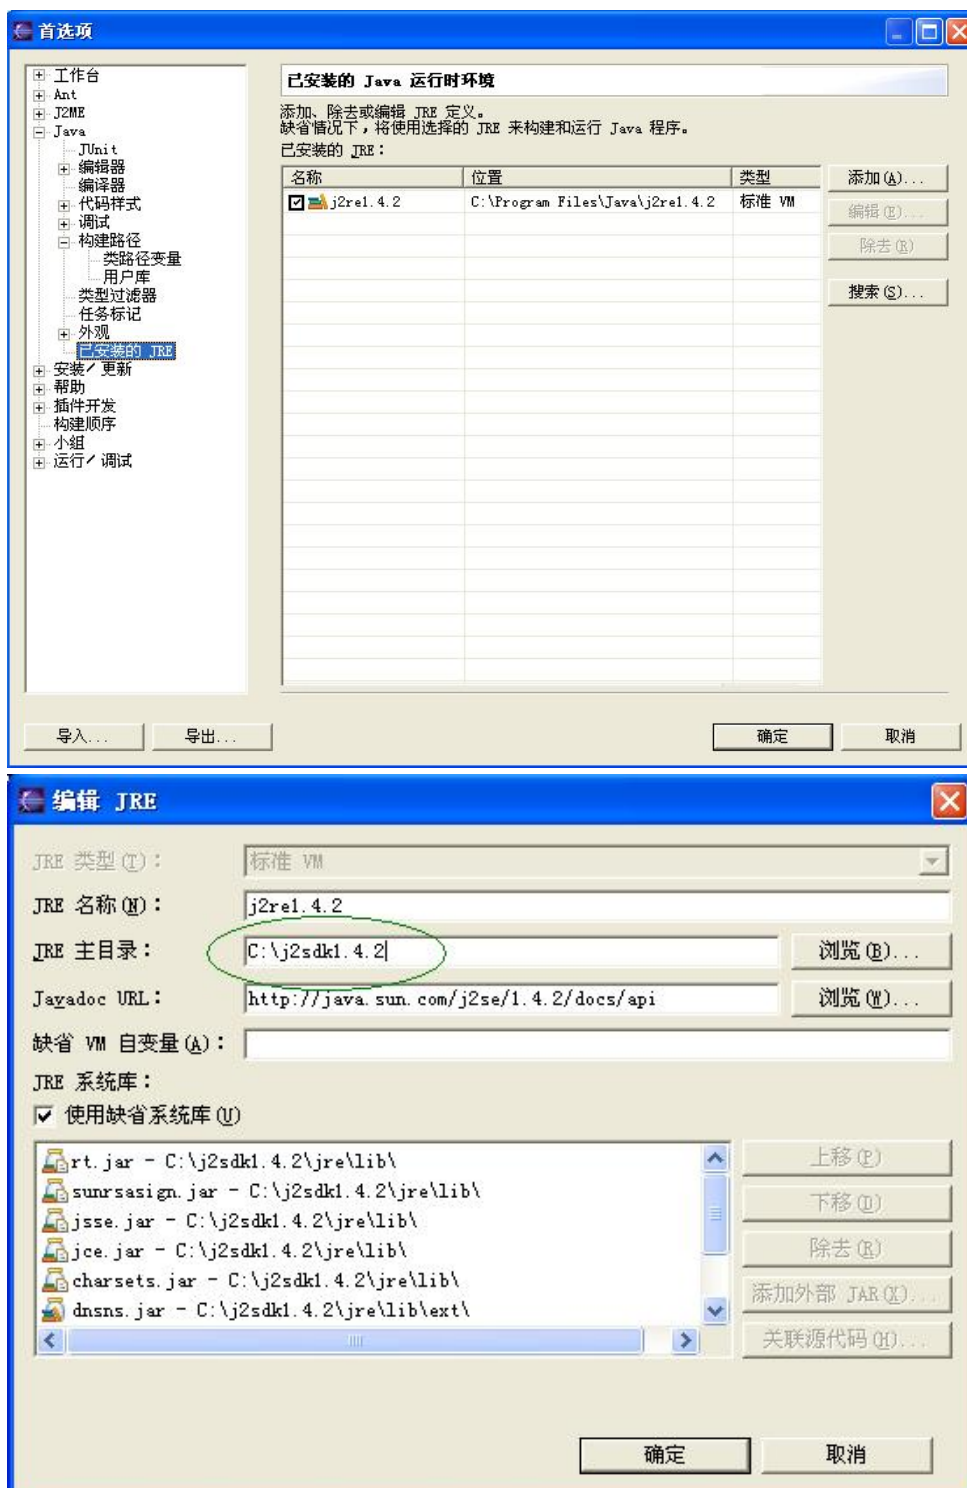 首选项
工作台
Ant
J2ME
Java
JUnit
编辑器
编译器
代码样式
调试
构建路径
类路径变量
用户库
类型过滤器
任务标记
外观
已安装的 JRE
安装/更新
帮助
插件开发
构建顺序
小组
运行/调试
已安装的 Java 运行时环境
添加、除去或编辑 JRE 定义。
缺省情况下，将使用选择的 JRE 来构建和运行 Java 程序。
已安装的 JRE：
名称 位置 类型
j2re1.4.2 C:\Program Files\Java\j2re1.4.2 标准 VM
添加(A)...
编辑(E)...
除去(R)
搜索(S)...
导入... 导出... 确定 取消
编辑 JRE
JRE 类型(T)： 标准 VM
JRE 名称(N)： j2re1.4.2
JRE 主目录： C:\j2sdk1.4.2 浏览(B)...
Javadoc URL： http://java.sun.com/j2se/1.4.2/docs/api 浏览(W)...
缺省 VM 自变量(A)：
JRE 系统库：
使用缺省系统库(U)
rt.jar - C:\j2sdk1.4.2\jre\lib\
sunrsasign.jar - C:\j2sdk1.4.2\jre\lib\
jsse.jar - C:\j2sdk1.4.2\jre\lib\
jce.jar - C:\j2sdk1.4.2\jre\lib\
charsets.jar - C:\j2sdk1.4.2\jre\lib\
dnsns.jar - C:\j2sdk1.4.2\jre\lib\ext\
上移(P)
下移(D)
除去(R)
添加外部 JAR(X)...
关联源代码(H)...
确定 取消